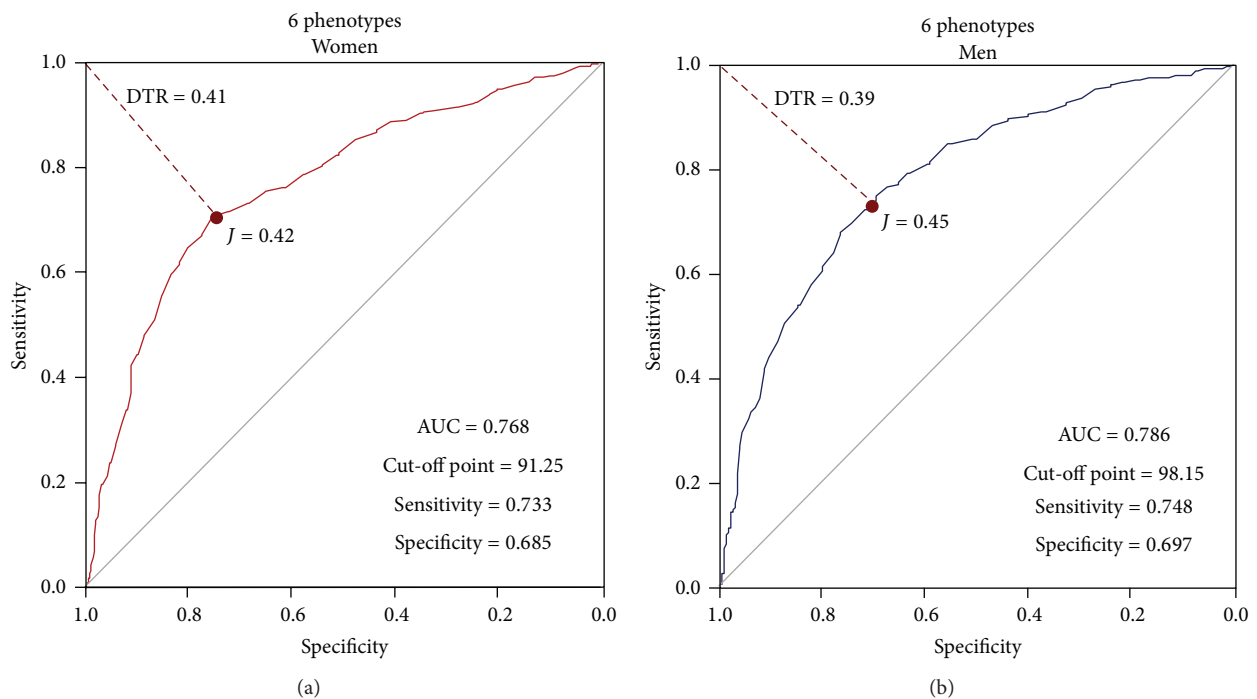 6 phenotypes
Women
1.0
0.8
0.6
0.4
0.2
0.0
Sensitivity
DTR = 0.41
J = 0.42
AUC = 0.768
Cut-off point = 91.25
Sensitivity = 0.733
Specificity = 0.685
1.0 0.8 0.6 0.4 0.2 0.0
Specificity
(a)
6 phenotypes
Men
1.0
0.8
0.6
0.4
0.2
0.0
Sensitivity
DTR = 0.39
J = 0.45
AUC = 0.786
Cut-off point = 98.15
Sensitivity = 0.748
Specificity = 0.697
1.0 0.8 0.6 0.4 0.2 0.0
Specificity
(b)